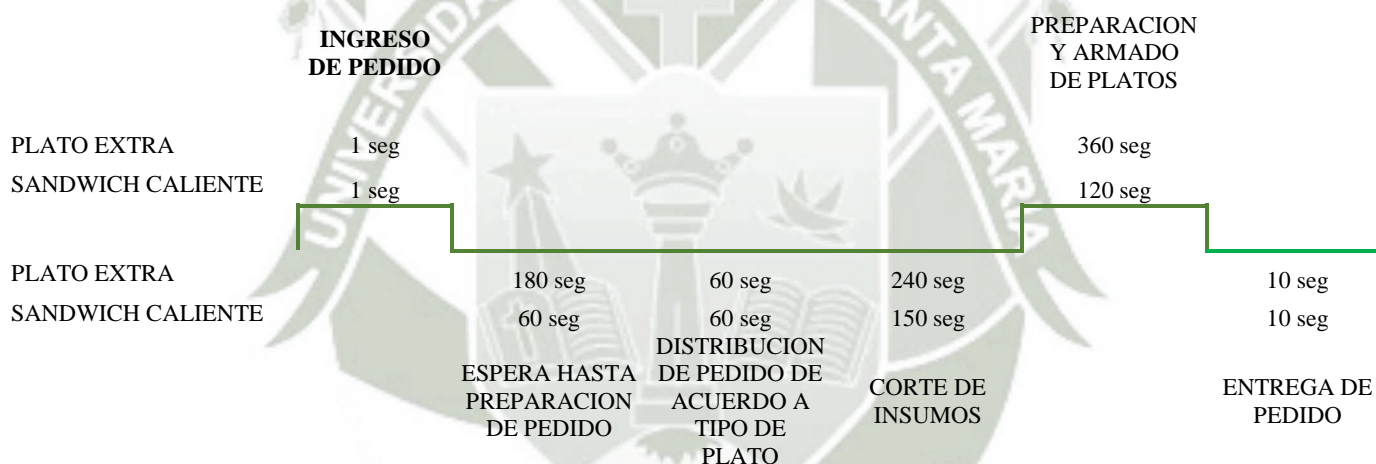 INGRESO
DE PEDIDO
PREPARACION
Y ARMADO
DE PLATOS
PLATO EXTRA 1 seg 360 seg
SANDWICH CALIENTE 1 seg 120 seg
PLATO EXTRA 180 seg 60 seg 240 seg 10 seg
SANDWICH CALIENTE 60 seg 60 seg 150 seg 10 seg
ESPERA HASTA
PREPARACION
DE PEDIDO
DISTRIBUCION
DE PEDIDO DE
ACUERDO A
TIPO DE
PLATO
CORTE DE
INSUMOS
ENTREGA DE
PEDIDO